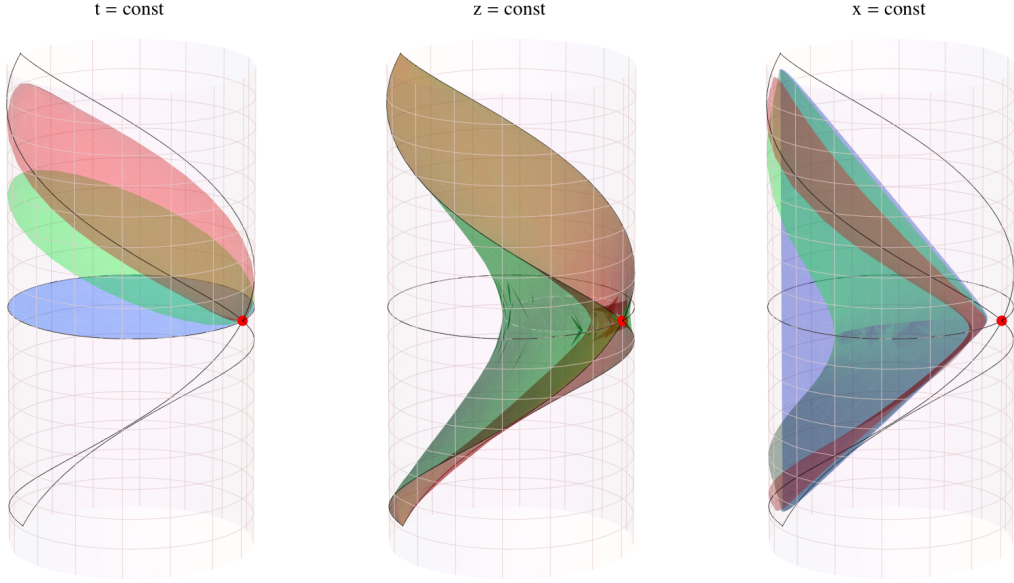 t = const
z = const
x = const